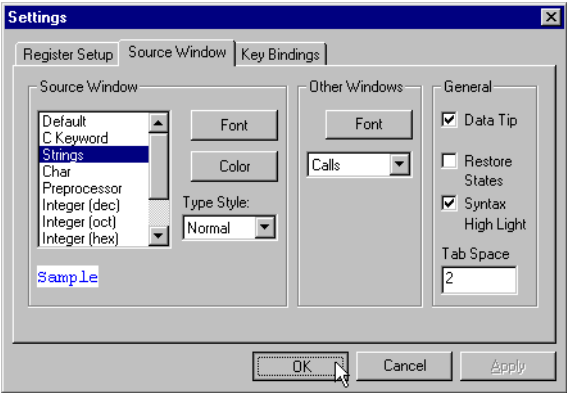 Settings
Register Setup Source Window Key Bindings
Source Window
Default
C Keyword
Strings
Char
Preprocessor
Integer (dec)
Integer (oct)
Integer (hex)
Sample
Font
Color
Type Style:
Normal
Other Windows
Font
Calls
General
Data Tip
Restore
States
Syntax
High Light
Tab Space
2
OK Cancel Apply